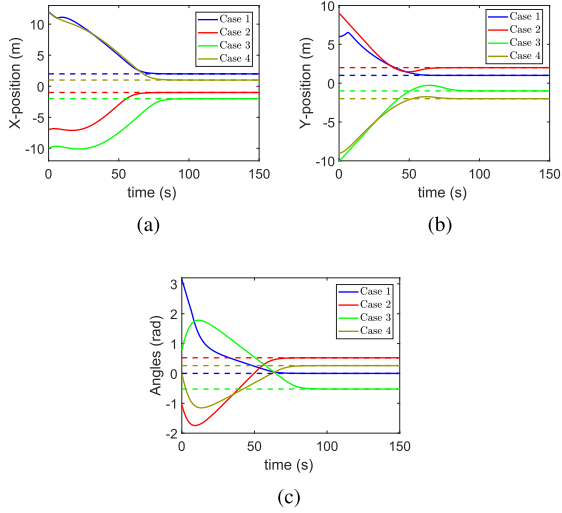 X-position (m)
10
5
0
-5
-10
0
50
100
150
time (s)
Case 1
Case 2
Case 3
Case 4
(a)
Y-position (m)
10
5
0
-5
-10
0
50
100
150
time (s)
Case 1
Case 2
Case 3
Case 4
(b)
Angles (rad)
3
2
1
0
-1
-2
0
50
100
150
time (s)
Case 1
Case 2
Case 3
Case 4
(c)